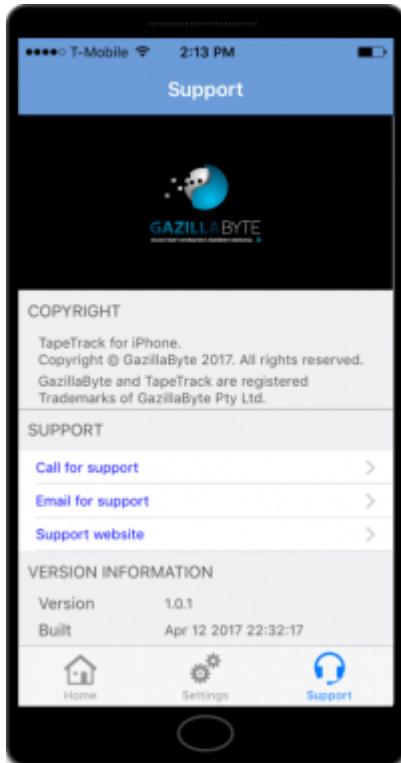 T-Mobile 2:13 PM
Support
GAZILLABYTE
COPYRIGHT
TapeTrack for iPhone.
Copyright © GazillaByte 2017. All rights reserved.
GazillaByte and TapeTrack are registered
Trademarks of GazillaByte Pty Ltd.
SUPPORT
Call for support
Email for support
Support website
VERSION INFORMATION
Version 1.0.1
Built Apr 12 2017 22:32:17
Home Settings Support